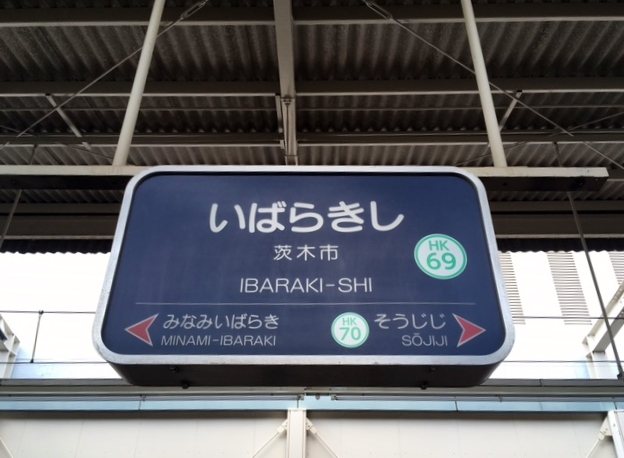 いばらきし
茨木市
HK
69
IBARAKI-SHI
みなみいばらき
MINAMI-IBARAKI
HK
70
そうじじ
SŌJIJI